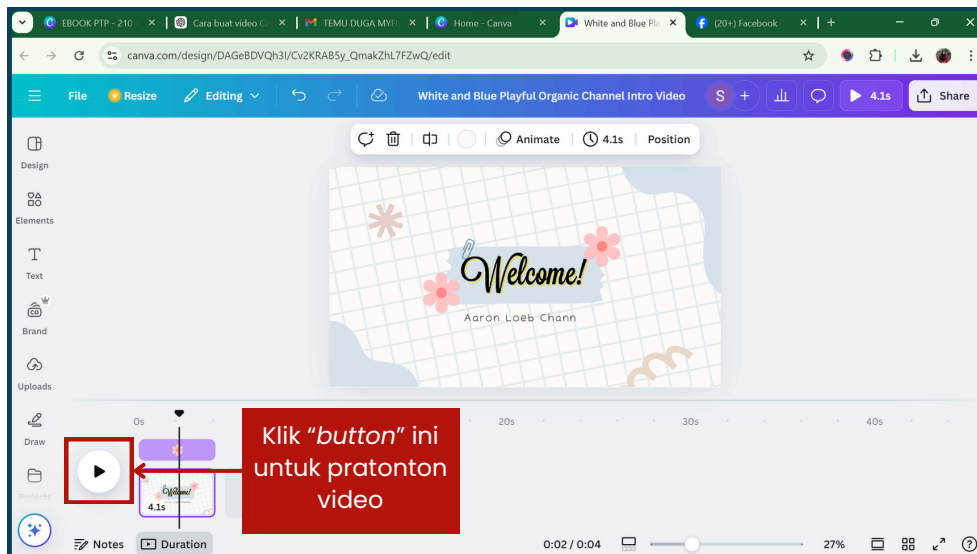 EBOOK PTP - 210
Cara buat video C
TEMU DUGA MYF
Home - Canva
White and Blue Pl
(20+) Facebook
canva.com/design/DAGeBDVQh3I/Cv2KRAB5y_QmakZhL7FZwQ/edit
File
Resize
Editing
White and Blue Playful Organic Channel Intro Video
S
+
4.1s
Share
Animate
4.1s
Position
Design
Elements
Text
Brand
Uploads
Draw
Projects
Welcome!
Aaron Loeb Chann
0s
20s
30s
40s
Klik “button” ini
untuk pratonton
video
Welcome!
4.1s
Notes
Duration
0:02 / 0:04
27%